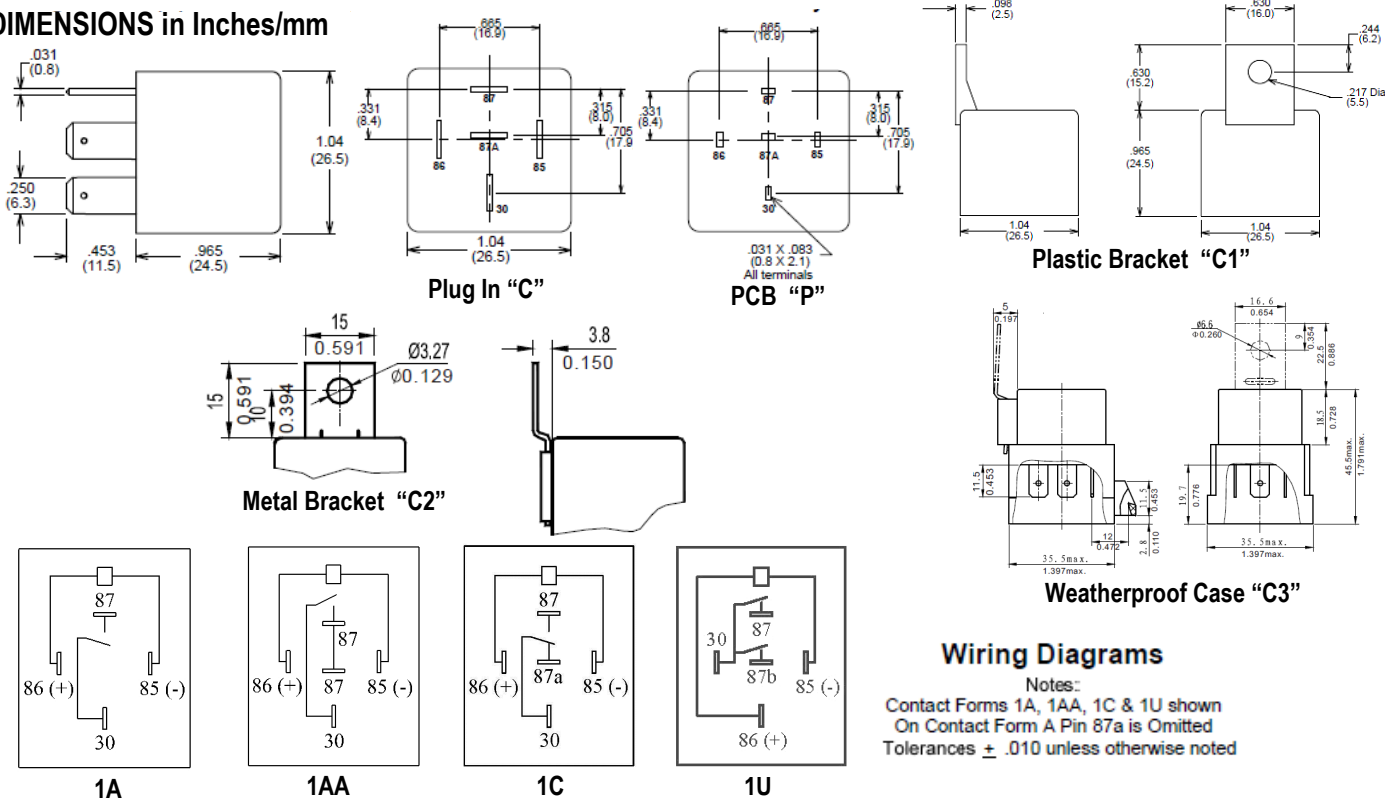 DIMENSIONS in Inches/mm
.031
(0.8)
.250
(6.3)
.453
(11.5)
.965
(24.5)
1.04
(26.5)
.665
(16.9)
.331
(8.4)
.315
(8.0)
.705
(17.9
87
87A
86
85
30
1.04
(26.5)
Plug In “C”
.665
(16.9)
.331
(8.4)
.315
(8.0)
.705
(17.9)
87
86
87A
85
30
.031 X .083
(0.8 X 2.1)
All terminals
PCB “P”
.098
(2.5)
.630
(16.0)
.244
(6.2)
.630
(15.2)
.217 Dia
(5.5)
.965
(24.5)
1.04
(26.5)
1.04
(26.5)
Plastic Bracket “C1”
15
0.591
Ø3,27
Ø0.129
15
0.591
10
0.394
Metal Bracket “C2”
3.8
0.150
5
0.197
11.5
0.453
11.5
0.453
12
0.472
2.8
0.110
35.5max.
1.397max.
16.6
0.654
ø6.6
Φ0.260
9
0.354
22.5
0.886
18.5
0.728
45.5max.
1.791max.
19.7
0.776
35.5max.
1.397max.
Weatherproof Case “C3”
87
86 (+)
85 (-)
30
1A
87
86 (+)
87
85 (-)
30
1AA
87
86 (+)
87a
85 (-)
30
1C
30
87
87b
85 (-)
86 (+)
1U
Wiring Diagrams
Notes:
Contact Forms 1A, 1AA, 1C & 1U shown
On Contact Form A Pin 87a is Omitted
Tolerances ± .010 unless otherwise noted